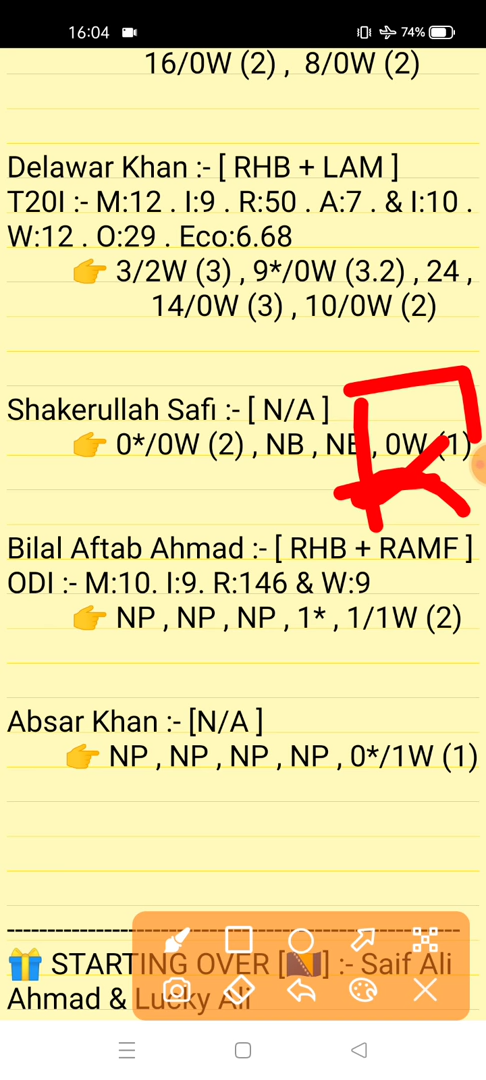 16:04 74%
16/0W (2) , 8/0W (2)
Delawar Khan :- [ RHB + LAM ]
T20I :- M:12 . I:9 . R:50 . A:7 . & I:10 .
W:12 . O:29 . Eco:6.68
👉 3/2W (3) , 9*/0W (3.2) , 24 ,
14/0W (3) , 10/0W (2)
Shakerullah Safi :- [ N/A ]
👉 0*/0W (2) , NB , NB , 0W (1)
Bilal Aftab Ahmad :- [ RHB + RAMF ]
ODI :- M:10. I:9. R:146 & W:9
👉 NP , NP , NP , 1* , 1/1W (2)
Absar Khan :- [N/A ]
👉 NP , NP , NP , NP , 0*/1W (1)
--------------------------------------------------
🎁 STARTING OVER [] :- Saif Ali
Ahmad & Lucky Ali